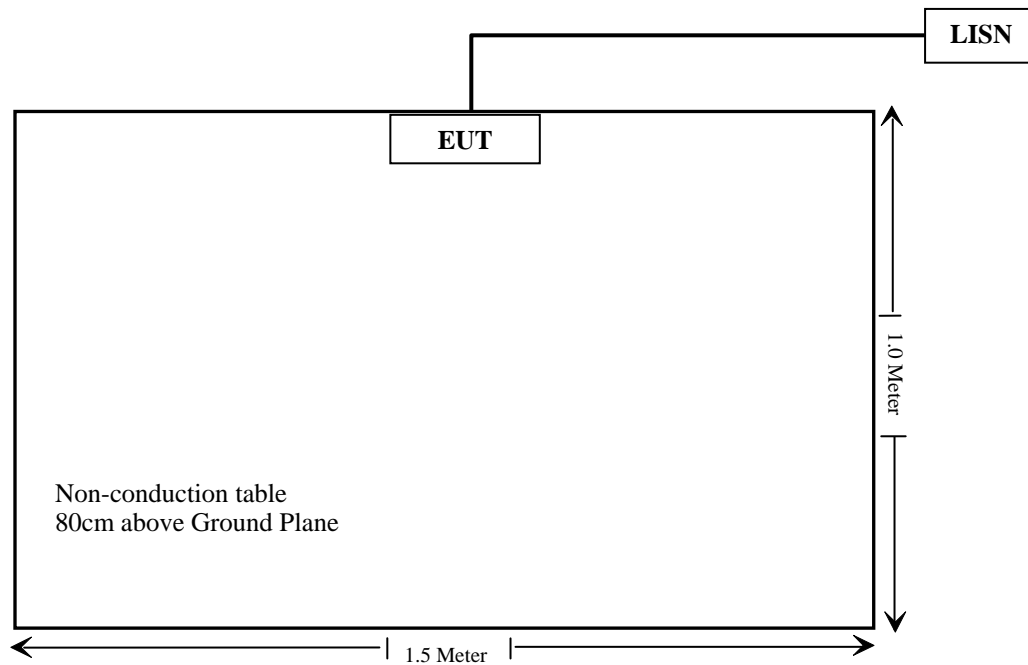 LISN
EUT
1.0 Meter
Non-conduction table
80cm above Ground Plane
1.5 Meter